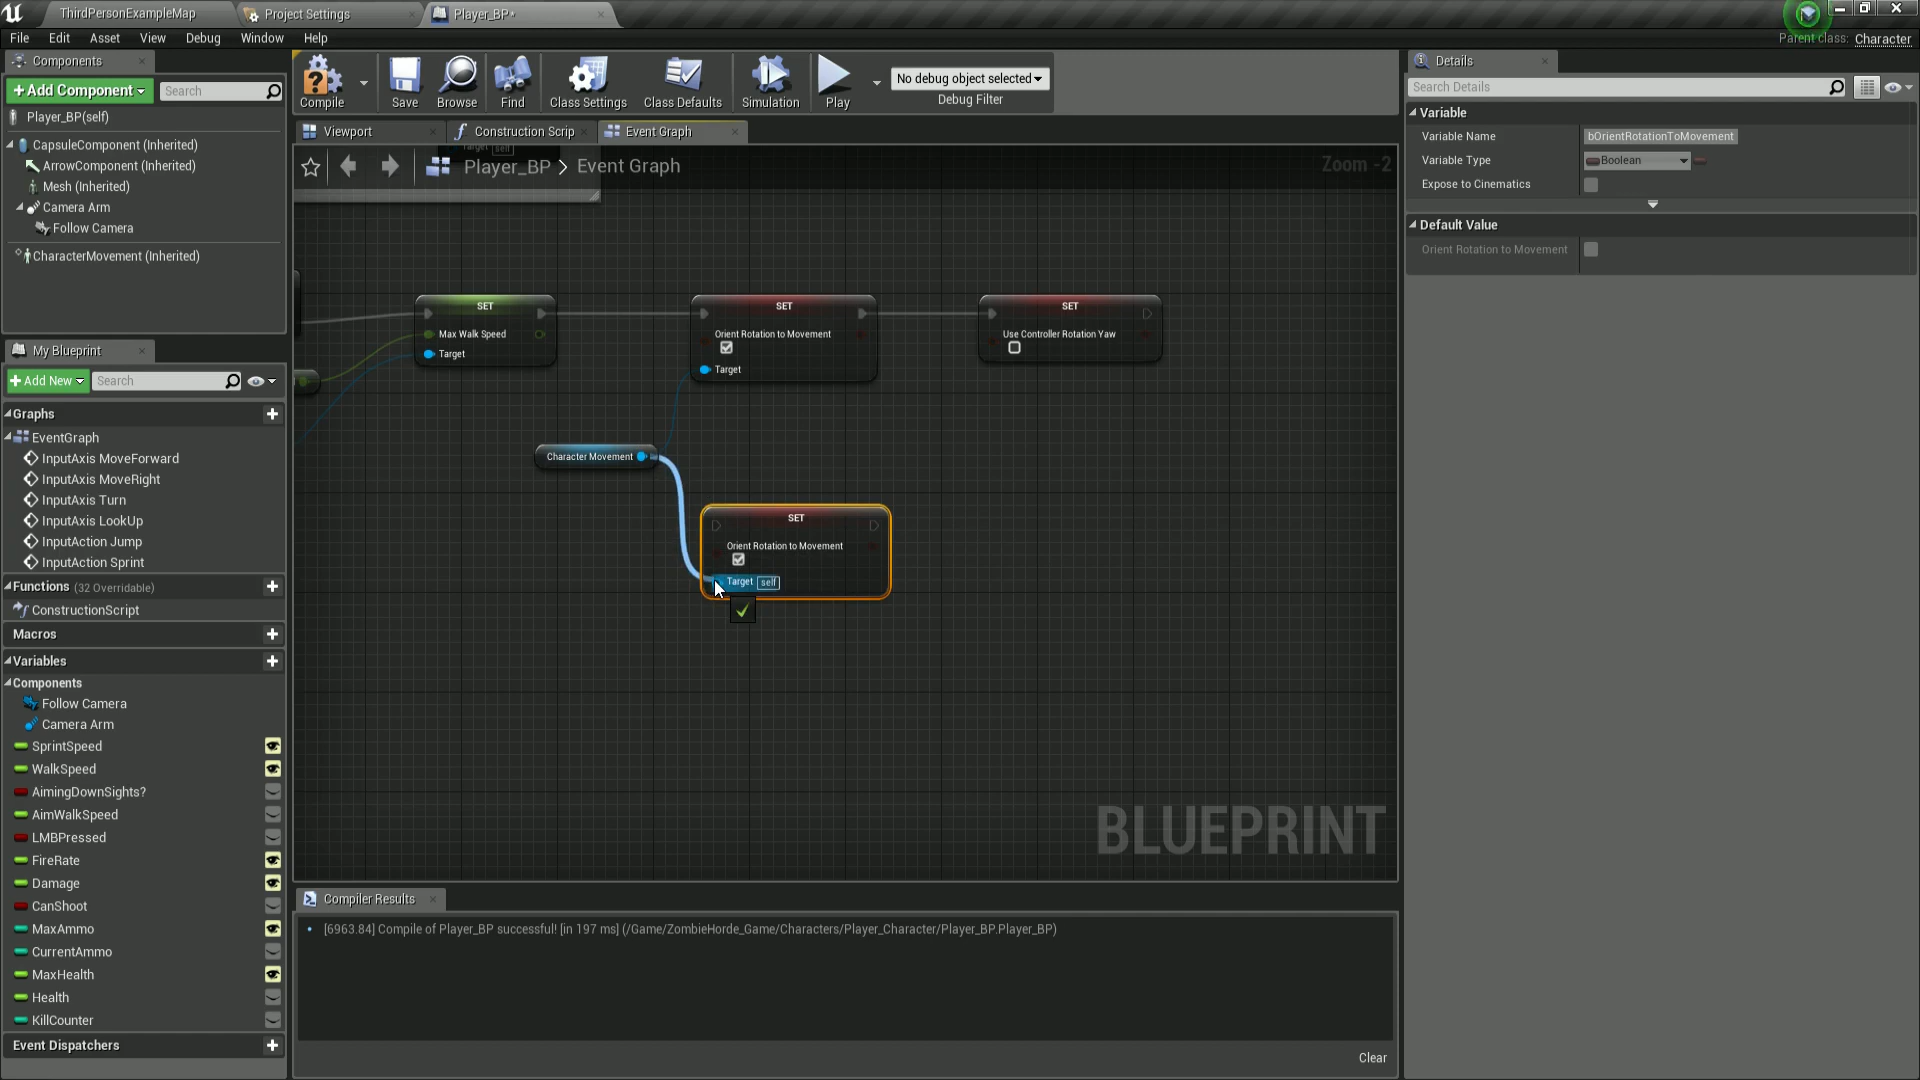 ThirdPersonExampleMap
Project Settings
Player_BP*
File Edit Asset View Debug Window Help
Parent class: Character
Components
+Add Component
Search
Player_BP(self)
CapsuleComponent (Inherited)
ArrowComponent (Inherited)
Mesh (Inherited)
Camera Arm
Follow Camera
CharacterMovement (Inherited)
My Blueprint
+Add New
Search
Graphs
EventGraph
InputAxis MoveForward
InputAxis MoveRight
InputAxis Turn
InputAxis LookUp
InputAction Jump
InputAction Sprint
Functions (32 Overridable)
ConstructionScript
Macros
Variables
Components
Follow Camera
Camera Arm
SprintSpeed
WalkSpeed
AimingDownSights?
AimWalkSpeed
LMBPressed
FireRate
Damage
CanShoot
MaxAmmo
CurrentAmmo
MaxHealth
Health
KillCounter
Event Dispatchers
Compile
Save
Browse
Find
Class Settings
Class Defaults
Simulation
Play
No debug object selected
Debug Filter
Viewport
Construction Scrip
Event Graph
Target self
Player_BP > Event Graph
Zoom -2
SET
Max Walk Speed
Target
SET
Orient Rotation to Movement
Target
SET
Use Controller Rotation Yaw
Character Movement
SET
Orient Rotation to Movement
Target self
BLUEPRINT
Compiler Results
[6963.84] Compile of Player_BP successful! [in 197 ms] (/Game/ZombieHorde_Game/Characters/Player_Character/Player_BP.Player_BP)
Clear
Details
Search Details
Variable
Variable Name bOrientRotationToMovement
Variable Type Boolean
Expose to Cinematics
Default Value
Orient Rotation to Movement